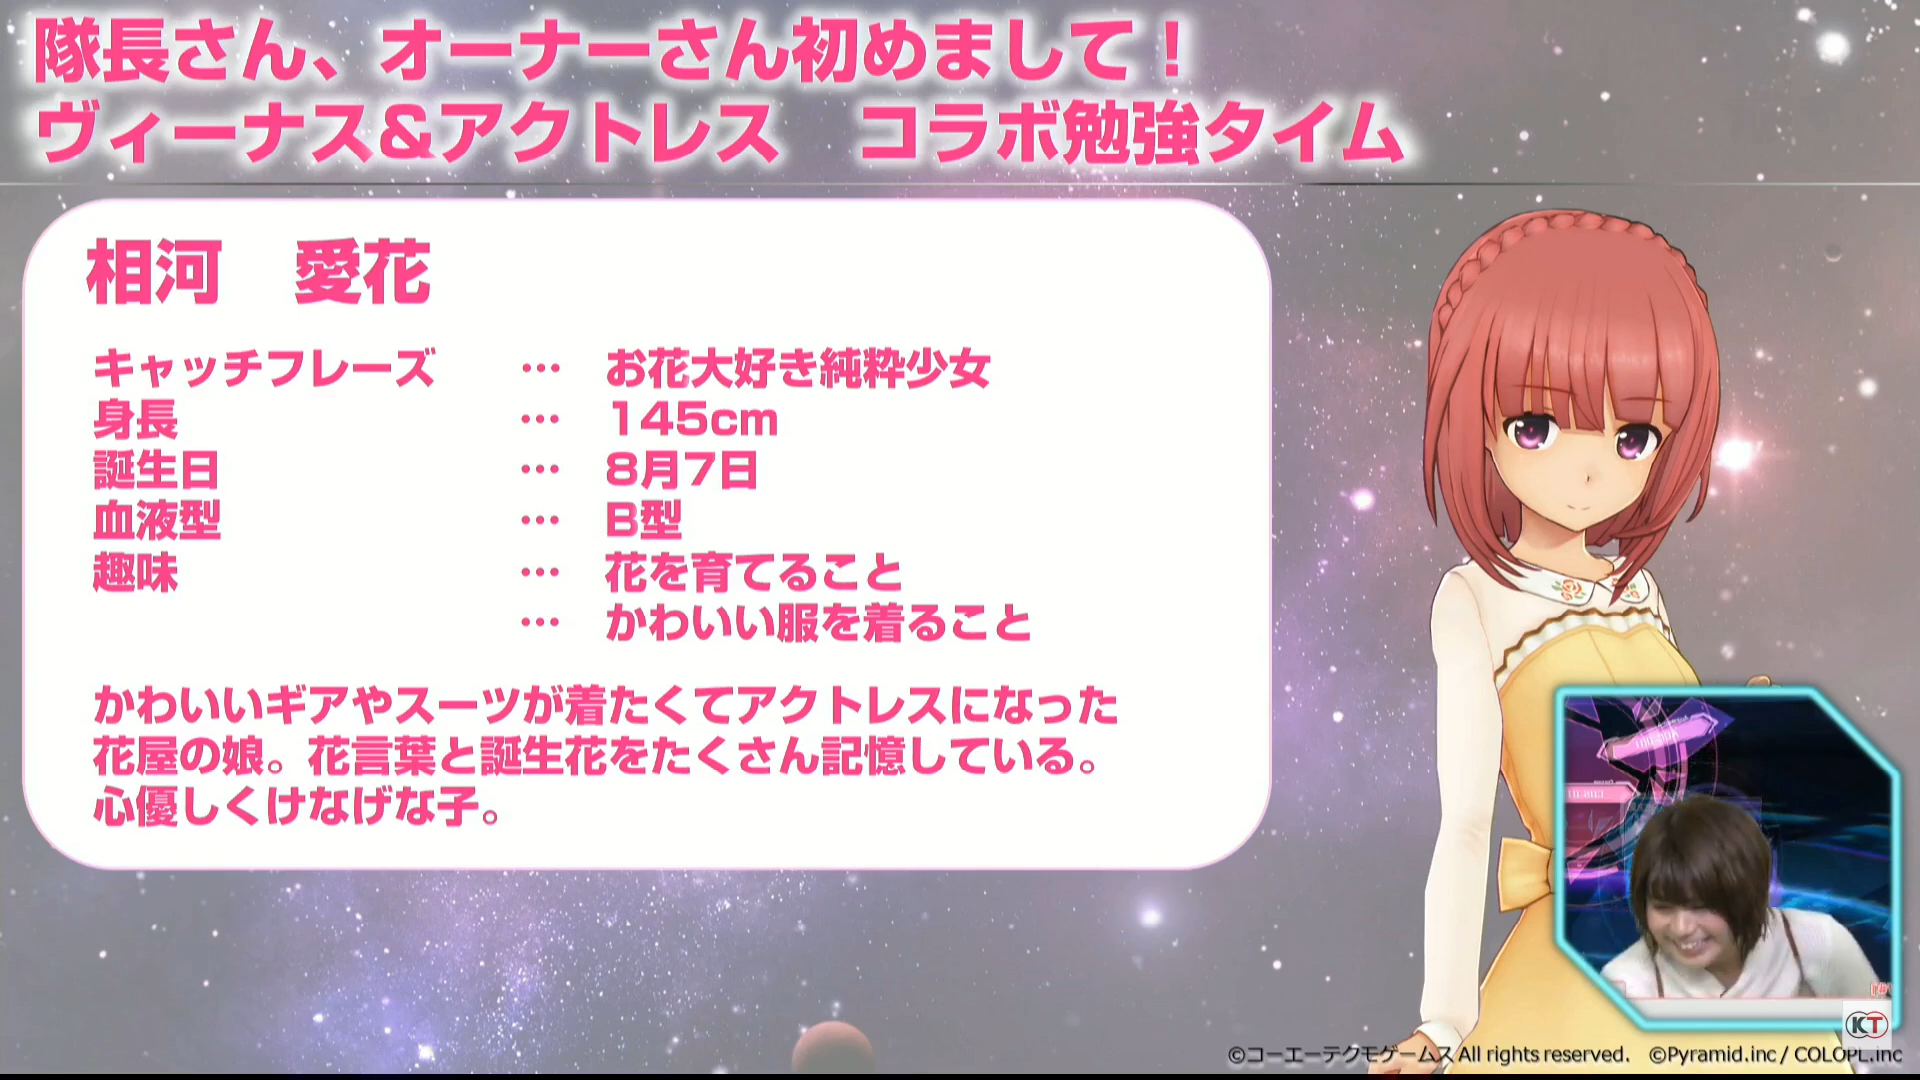 隊長さん、オーナーさん初めまして！
ヴィーナス&アクトレス　コラボ勉強タイム
相河　愛花
キャッチフレーズ … お花大好き純粋少女
身長 … 145cm
誕生日 … 8月7日
血液型 … B型
趣味 … 花を育てること
… かわいい服を着ること
かわいいギアやスーツが着たくてアクトレスになった
花屋の娘。花言葉と誕生花をたくさん記憶している。
心優しくけなげな子。
KT
©コーエーテクモゲームス All rights reserved. ©Pyramid.inc / COLOPL.inc